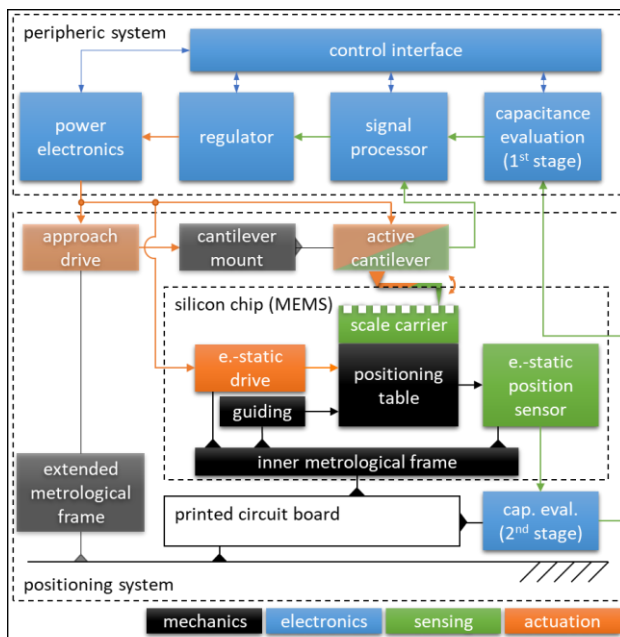 peripheric system
control interface
power
electronics
regulator
signal
processor
capacitance
evaluation
(1st stage)
approach
drive
cantilever
mount
active
cantilever
silicon chip (MEMS)
scale carrier
e.-static
drive
positioning
table
e.-static
position
sensor
guiding
inner metrological frame
extended
metrological
frame
printed circuit board
cap. eval.
(2nd stage)
positioning system
mechanics
electronics
sensing
actuation